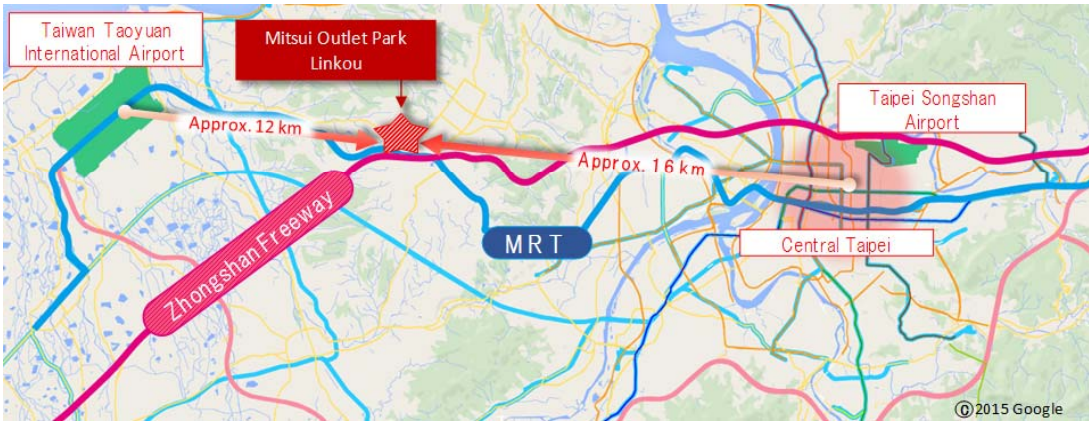 Taiwan Taoyuan
International Airport
Mitsui Outlet Park
Linkou
Taipei Songshan
Airport
Approx. 12 km
Approx. 16 km
Zhongshan Freeway
MRT
Central Taipei
©2015 Google